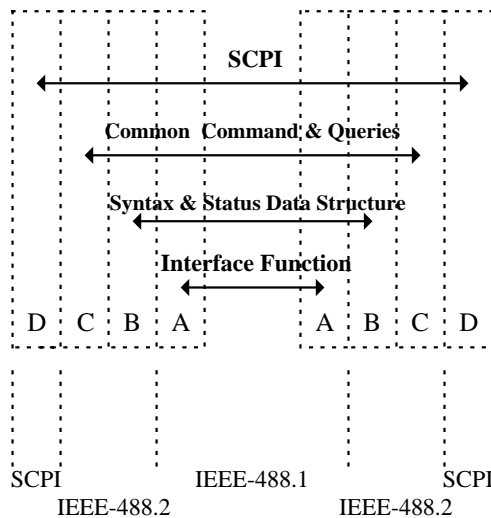 SCPI
Common Command & Queries
Syntax & Status Data Structure
Interface Function
D C B A A B C D
SCPI IEEE-488.1 SCPI
IEEE-488.2 IEEE-488.2